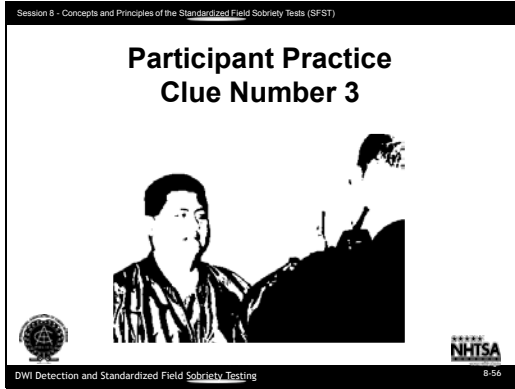 Session 8 - Concepts and Principles of the Standardized Field Sobriety Tests (SFST)
Participant Practice
Clue Number 3
NHTSA
DWI Detection and Standardized Field Sobriety Testing
8-56